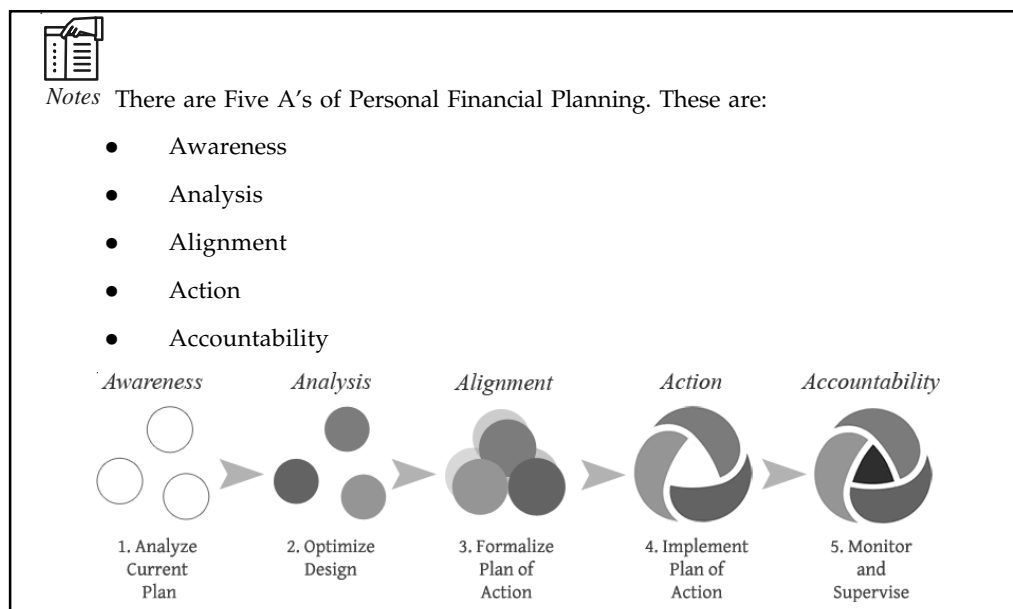 Notes There are Five A's of Personal Financial Planning. These are:
● Awareness
● Analysis
● Alignment
● Action
● Accountability
Awareness Analysis Alignment Action Accountability
1. Analyze 2. Optimize 3. Formalize 4. Implement 5. Monitor
Current Design Plan of Plan of and
Plan Action Action Supervise